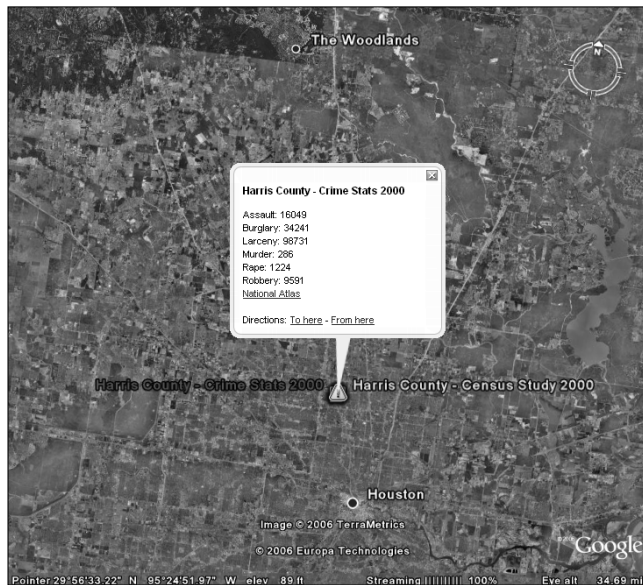 The Woodlands
N
Harris County - Crime Stats 2000
Assault: 16049
Burglary: 34241
Larceny: 98731
Murder: 286
Rape: 1224
Robbery: 9591
National Atlas
Directions: To here - From here
Harris County - Crime Stats 2000
Harris County - Census Study 2000
Houston
Image © 2006 TerraMetrics
© 2006 Europa Technologies
Google
Pointer 29°56'33.22" N 95°24'51.97" W elev 89 ft Streaming |||||||||| 100% Eye alt 34.69 mi